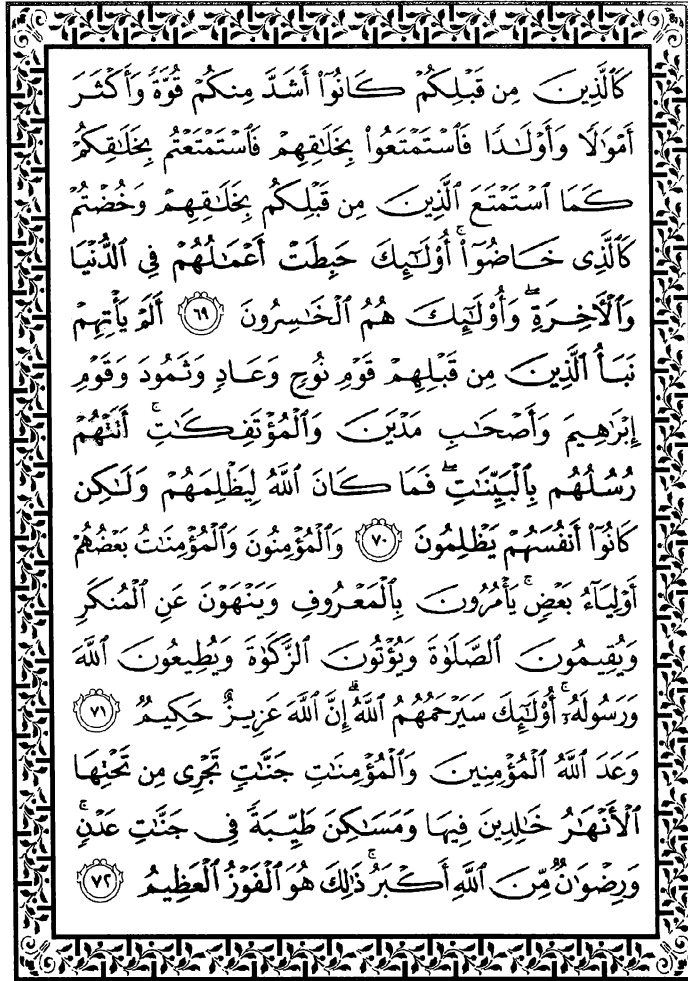 كَٱلَّذِينَ مِن قَبْلِكُمْ كَانُوٓا۟ أَشَدَّ مِنكُمْ قُوَّةً وَأَكْثَرَ
أَمْوَٰلًا وَأَوْلَٰدًا فَٱسْتَمْتَعُوا۟ بِخَلَٰقِهِمْ فَٱسْتَمْتَعْتُم بِخَلَٰقِكُمْ
كَمَا ٱسْتَمْتَعَ ٱلَّذِينَ مِن قَبْلِكُم بِخَلَٰقِهِمْ وَخُضْتُمْ
كَٱلَّذِى خَاضُوٓا۟ ۚ أُو۟لَٰٓئِكَ حَبِطَتْ أَعْمَٰلُهُمْ فِى ٱلدُّنْيَا
وَٱلْءَاخِرَةِ ۖ وَأُو۟لَٰٓئِكَ هُمُ ٱلْخَٰسِرُونَ ٦٩ أَلَمْ يَأْتِهِمْ
نَبَأُ ٱلَّذِينَ مِن قَبْلِهِمْ قَوْمِ نُوحٍ وَعَادٍ وَثَمُودَ وَقَوْمِ
إِبْرَٰهِيمَ وَأَصْحَٰبِ مَدْيَنَ وَٱلْمُؤْتَفِكَٰتِ ۚ أَتَتْهُمْ
رُسُلُهُم بِٱلْبَيِّنَٰتِ ۖ فَمَا كَانَ ٱللَّهُ لِيَظْلِمَهُمْ وَلَٰكِن
كَانُوٓا۟ أَنفُسَهُمْ يَظْلِمُونَ ٧٠ وَٱلْمُؤْمِنُونَ وَٱلْمُؤْمِنَٰتُ بَعْضُهُمْ
أَوْلِيَآءُ بَعْضٍ ۚ يَأْمُرُونَ بِٱلْمَعْرُوفِ وَيَنْهَوْنَ عَنِ ٱلْمُنكَرِ
وَيُقِيمُونَ ٱلصَّلَوٰةَ وَيُؤْتُونَ ٱلزَّكَوٰةَ وَيُطِيعُونَ ٱللَّهَ
وَرَسُولَهُۥٓ ۚ أُو۟لَٰٓئِكَ سَيَرْحَمُهُمُ ٱللَّهُ ۗ إِنَّ ٱللَّهَ عَزِيزٌ حَكِيمٌ ٧١
وَعَدَ ٱللَّهُ ٱلْمُؤْمِنِينَ وَٱلْمُؤْمِنَٰتِ جَنَّٰتٍ تَجْرِى مِن تَحْتِهَا
ٱلْأَنْهَٰرُ خَٰلِدِينَ فِيهَا وَمَسَٰكِنَ طَيِّبَةً فِى جَنَّٰتِ عَدْنٍ ۚ
وَرِضْوَٰنٌ مِّنَ ٱللَّهِ أَكْبَرُ ۚ ذَٰلِكَ هُوَ ٱلْفَوْزُ ٱلْعَظِيمُ ٧٢